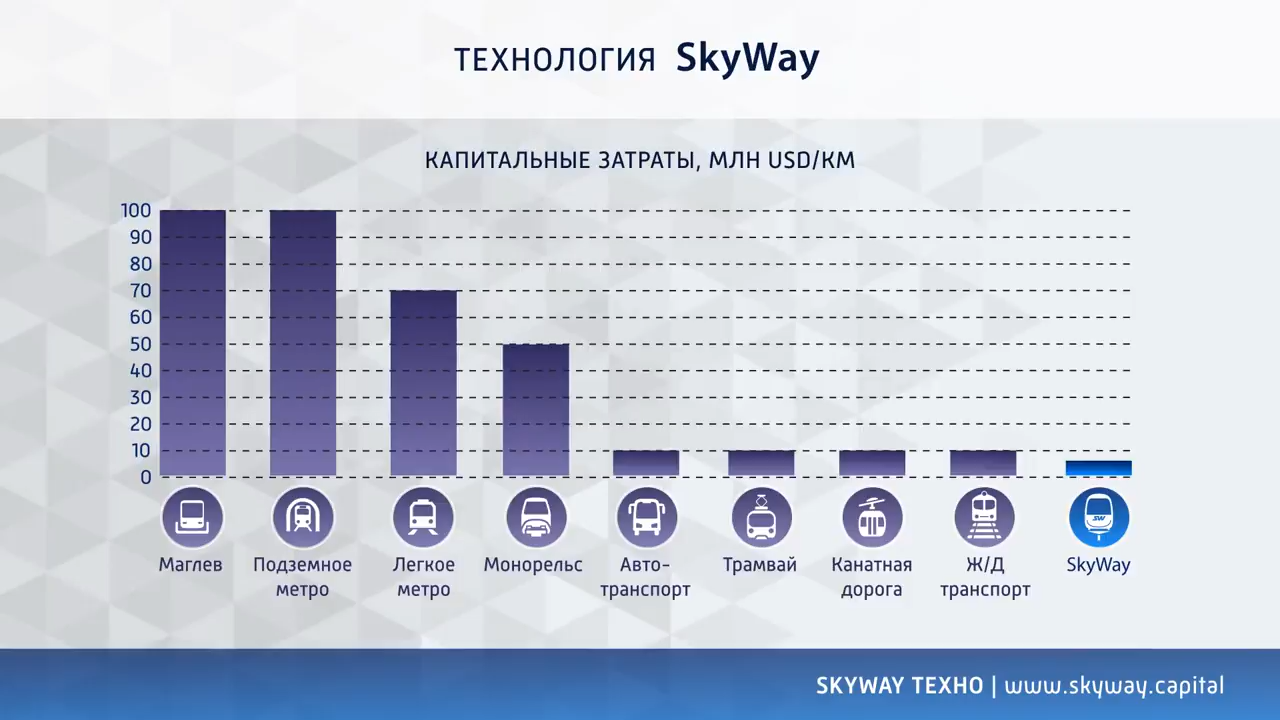 ТЕХНОЛОГИЯ SkyWay
КАПИТАЛЬНЫЕ ЗАТРАТЫ, МЛН USD/КМ
100
90
80
70
60
50
40
30
20
10
0
SW
Маглев
Подземное
метро
Легкое
метро
Монорельс
Авто-
транспорт
Трамвай
Канатная
дорога
Ж/Д
транспорт
SkyWay
SKYWAY ТЕХНО | www.skyway.capital